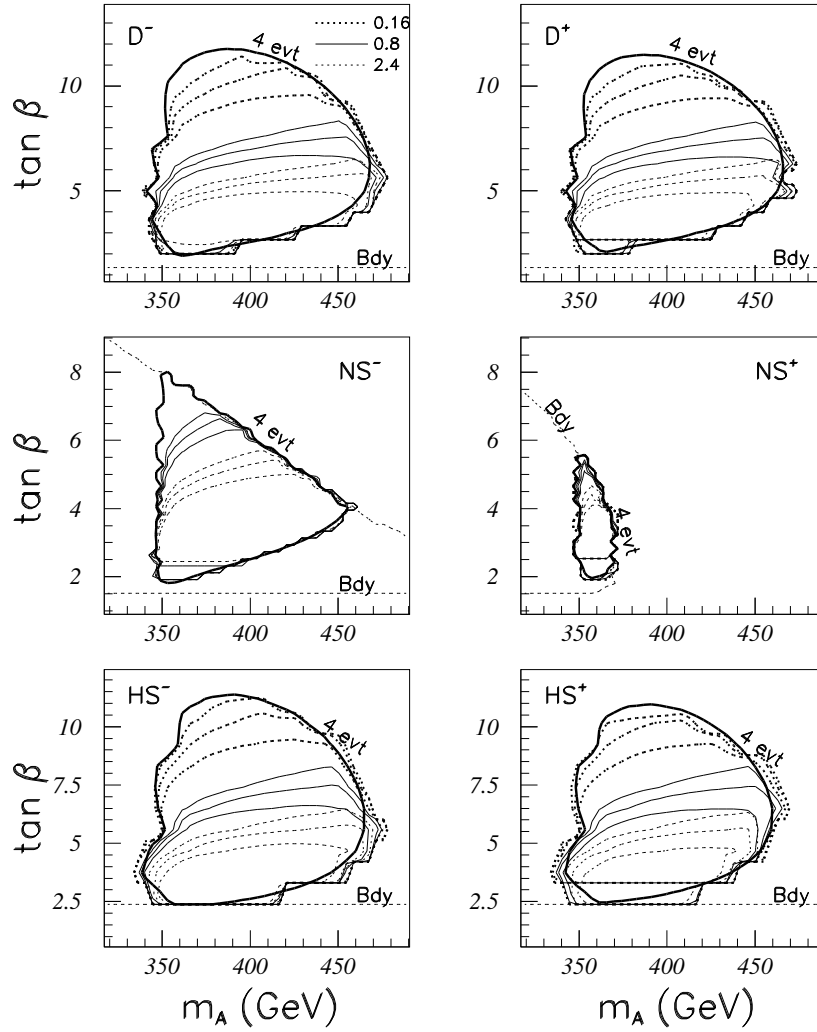 D⁻
4 evt
0.16
0.8
2.4
tan β
10
5
Bdy
350 400 450
D⁺
4 evt
10
5
Bdy
350 400 450
NS⁻
4 evt
tan β
8
6
4
2
Bdy
350 400 450
NS⁺
Bdy
4 evt
8
6
4
2
Bdy
350 400 450
HS⁻
4 evt
tan β
10
7.5
5
2.5
Bdy
350 400 450
m_A (GeV)
HS⁺
4 evt
10
7.5
5
2.5
Bdy
350 400 450
m_A (GeV)